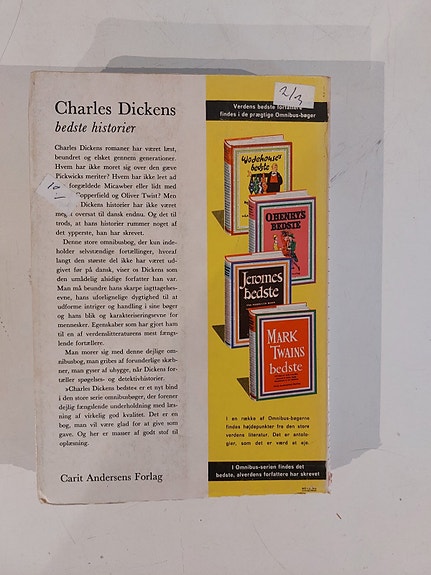 Charles Dickens
bedste historier
Charles Dickens romaner har været læst,
beundret og elsket gennem generationer.
Hvem har ikke moret sig over den gæve
Pickwicks meriter? Hvem har ikke leet ad
forgældede Micawber eller lidt med
Copperfield og Oliver Twist? Men
Dickens historier har ikke været
oversat til dansk endnu. Og det til
trods, at hans historier rummer noget af
det ypperste, han har skrevet.
Denne store omnibusbog, der kun inde-
holder selvstændige fortællinger, hvoraf
langt den største del ikke har været ud-
givet før på dansk, viser os Dickens som
den umådelig alsidige forfatter han var.
Man må beundre hans skarpe iagttagelses-
evne, hans uforlignelige dygtighed til at
udforme intriger og handling i sine bøger
og hans blik og karakteriseringsevne for
mennesker. Egenskaber som har gjort ham
til en af verdenslitteraturens mest fængs-
lende fortællere.
Man morer sig med denne dejlige om-
nibusbog, man gribes af forunderlige skæb-
ner, man gyser af uhygge, når Dickens for-
tæller spøgelses- og detektivhistorier.
»Charles Dickens bedste« er et nyt bind
i den store serie omnibusbøger, der forener
dejlig fængslende underholdning med læs-
ning af virkelig god kvalitet. Det er en
bog, man vil være glad for at give som
gave. Og her er masser af godt stof til
oplæsning.
Carit Andersens Forlag
2/3
10
Verdens bedste forfattere
findes i de prægtige Omnibus-bøger
Wodehouses
bedste
O.HENRYS
BEDSTE
Jeromes
bedste
MARK
TWAINS
bedste
I en række af Omnibus-bøgerne
findes højdepunkter fra den store
verdens literatur. Det er antolo-
gier, som det er værd at eje.
I Omnibus-serien findes det
bedste, alverdens forfattere har skrevet